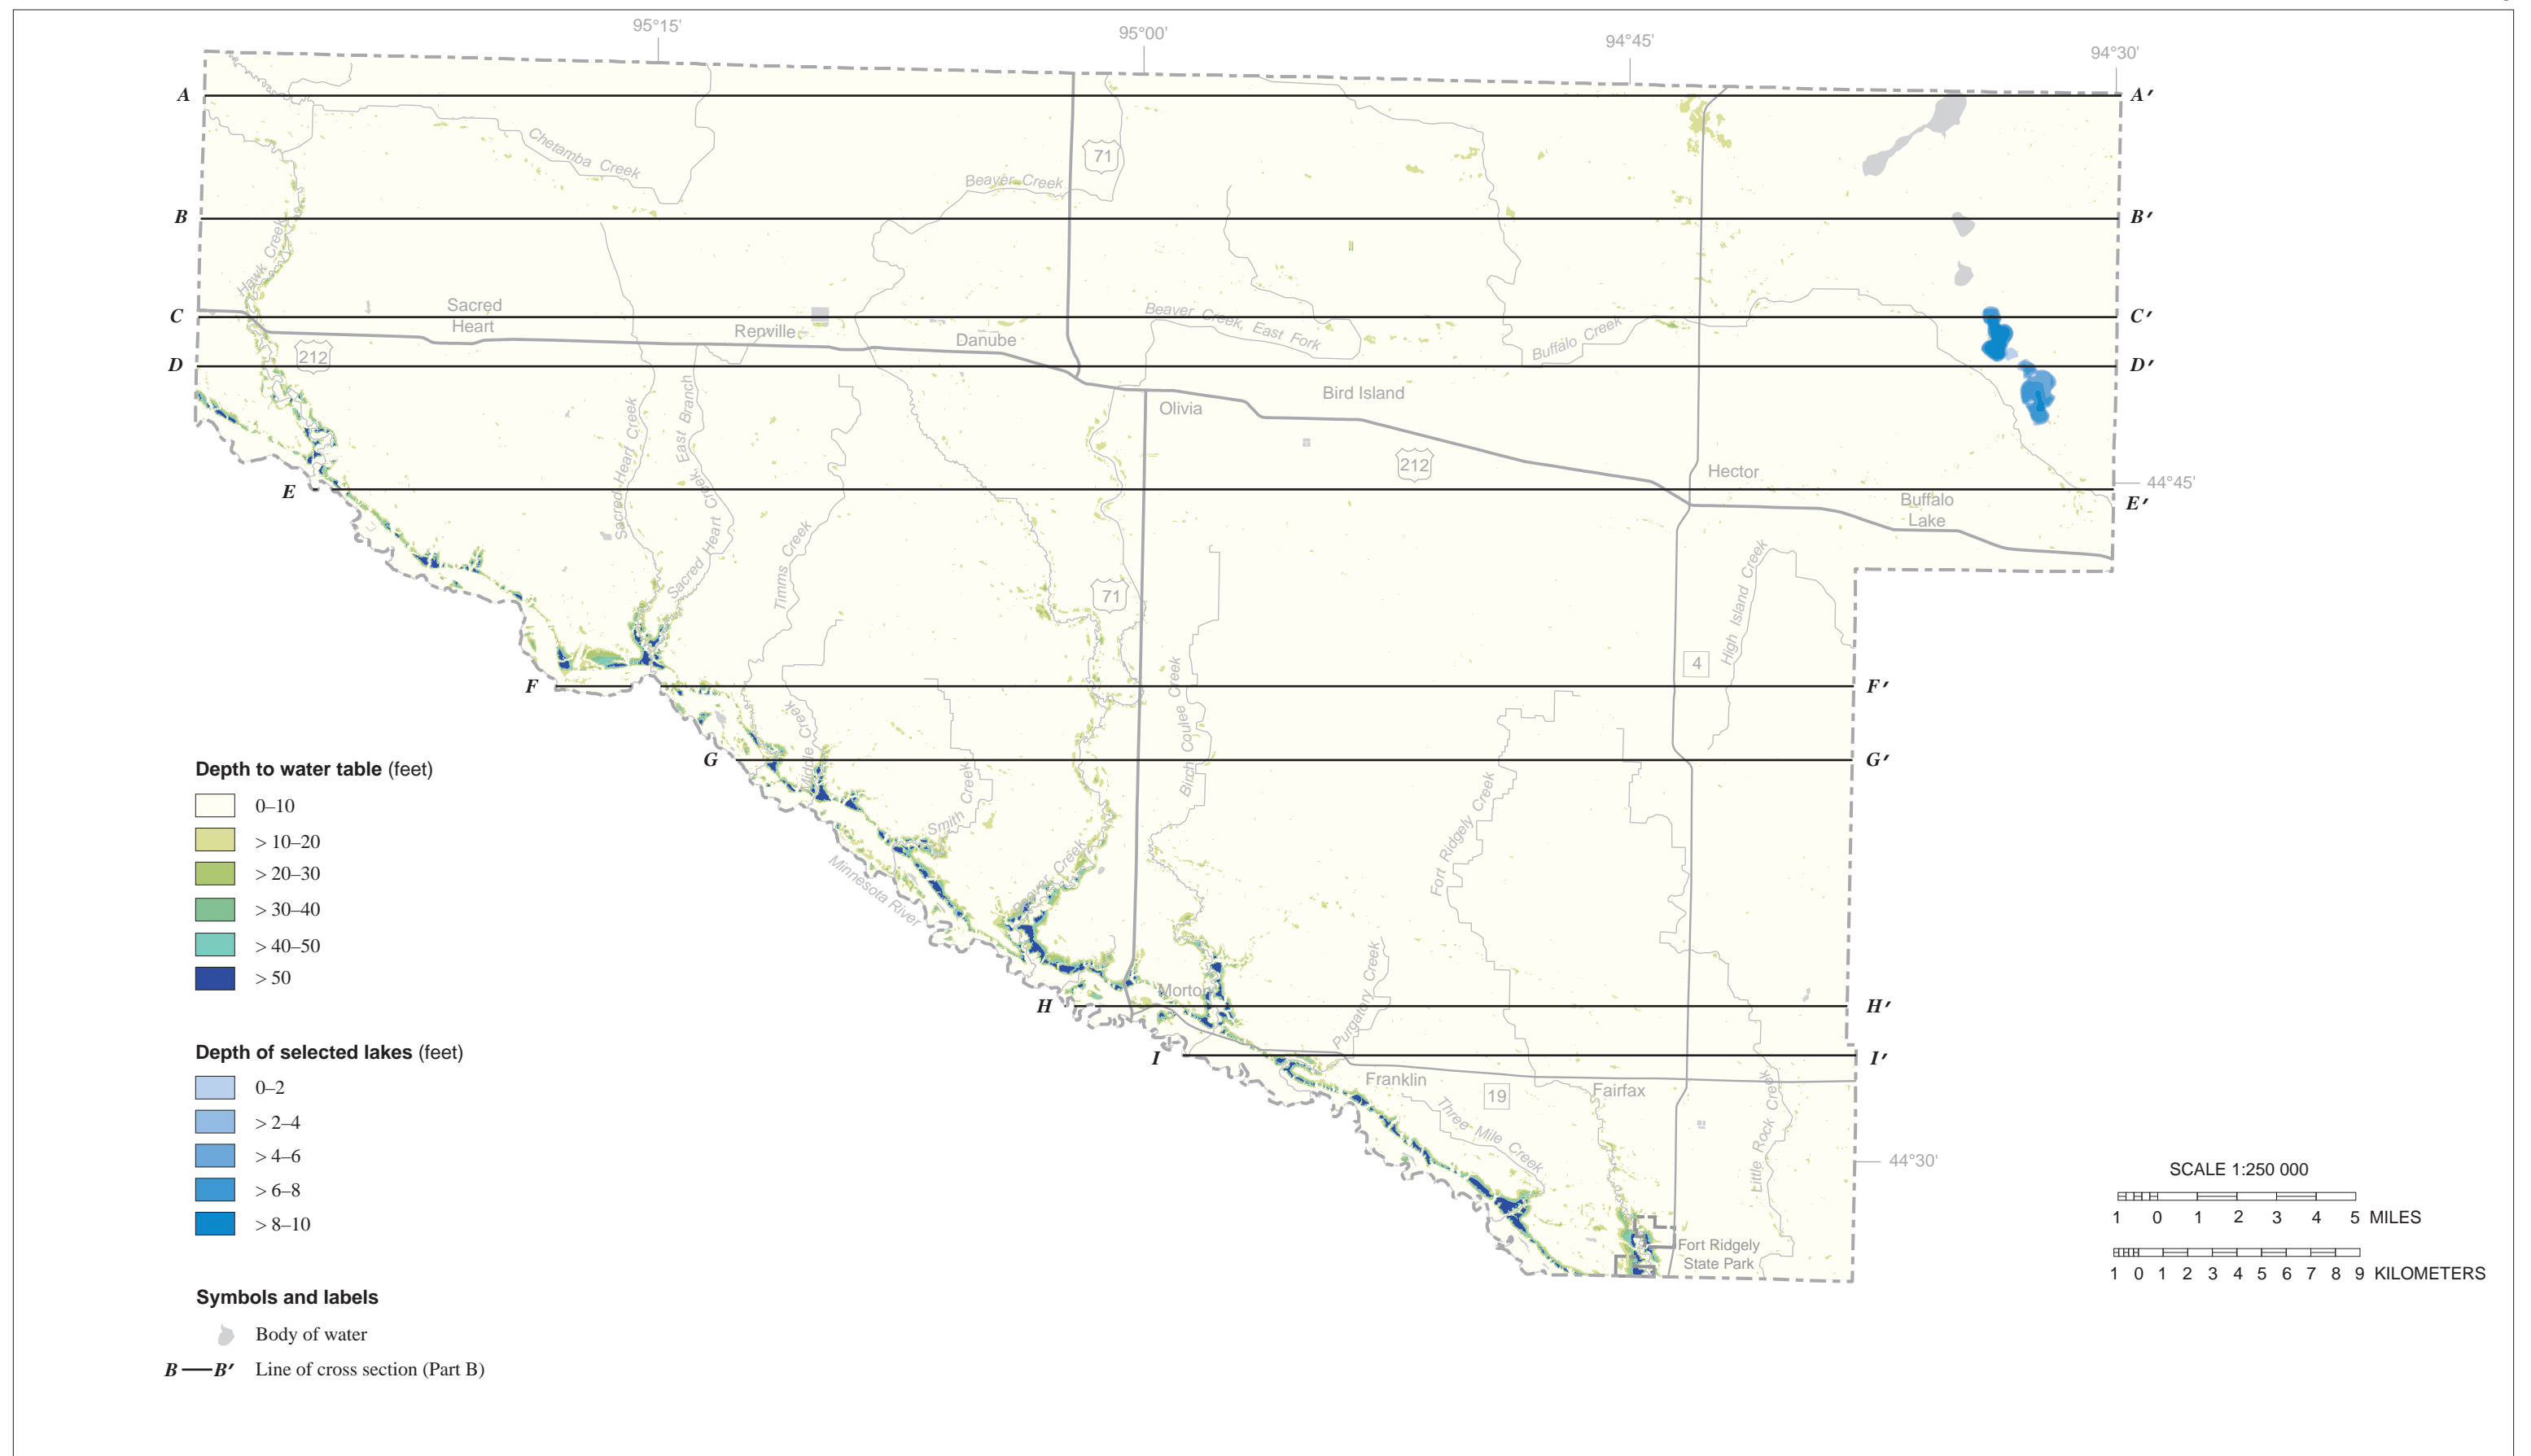 95°15'
95°00'
94°45'
94°30'
A
A′
Chetamba Creek
71
Beaver Creek
B
B′
Hawk Creek
Sacred
Heart
C
C′
Renville
Danube
Beaver Creek, East Fork
Buffalo Creek
212
D
D′
Olivia
Bird Island
Sacred Heart Creek
Sacred Heart Creek, East Branch
212
Hector
44°45'
E
E′
Buffalo
Lake
Timms Creek
71
High Island Creek
4
Birch Coulee Creek
F
F′
Middle Creek
G
G′
Smith Creek
Fort Ridgely Creek
Minnesota River
Beaver Creek
Purgatory Creek
Morton
H
H′
I
I′
Franklin
19
Fairfax
Three Mile Creek
Little Rock Creek
44°30'
Fort Ridgely
State Park
Depth to water table (feet)
0–10
> 10–20
> 20–30
> 30–40
> 40–50
> 50
Depth of selected lakes (feet)
0–2
> 2–4
> 4–6
> 6–8
> 8–10
Symbols and labels
Body of water
B B′ Line of cross section (Part B)
SCALE 1:250 000
1 0 1 2 3 4 5 MILES
1 0 1 2 3 4 5 6 7 8 9 KILOMETERS